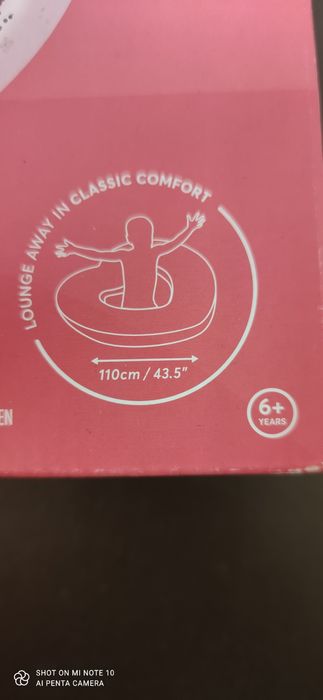 LOUNGE AWAY IN CLASSIC COMFORT
110cm / 43.5"
6+
YEARS
EN
SHOT ON MI NOTE 10
AI PENTA CAMERA